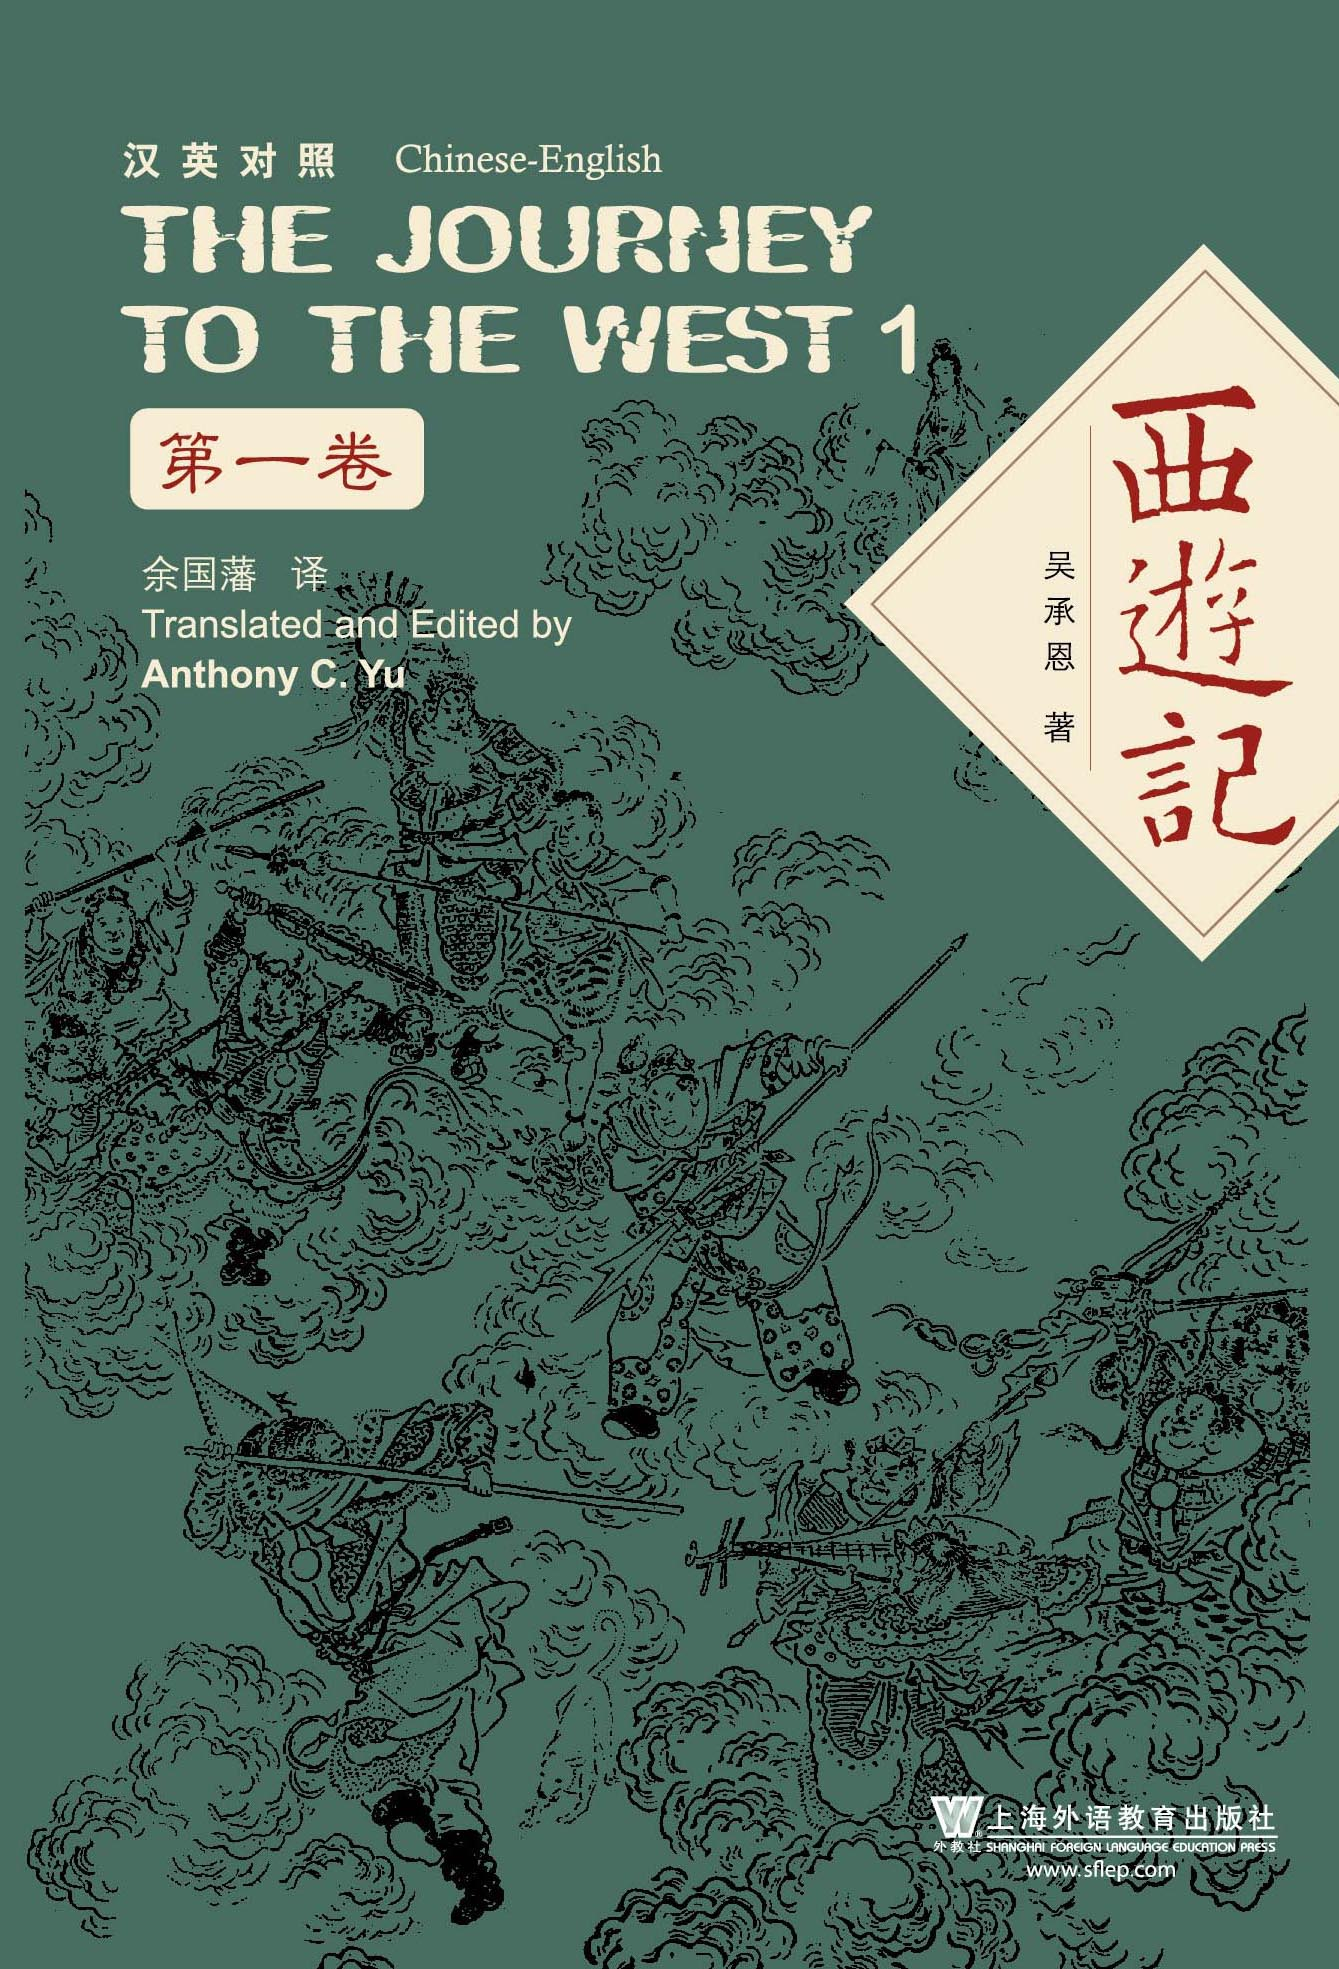 汉英对照 Chinese-English
THE JOURNEY
TO THE WEST 1
第一卷
余国藩 译
Translated and Edited by
Anthony C. Yu
西遊記
吴承恩 著
上海外语教育出版社
外教社 SHANGHAI FOREIGN LANGUAGE EDUCATION PRESS
www.sflep.com